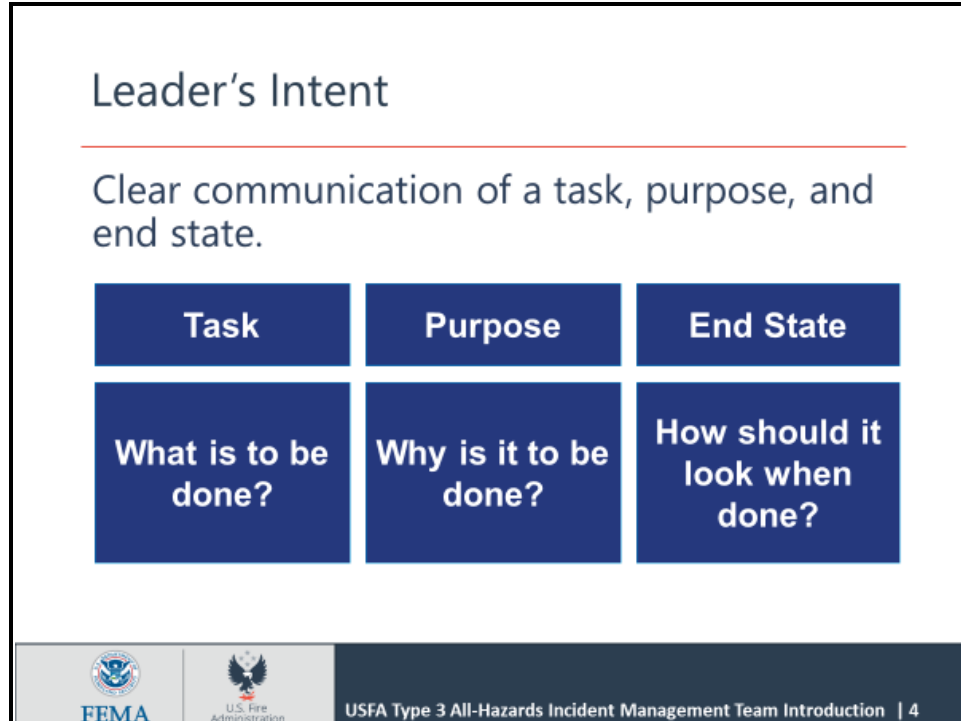 Leader’s Intent
Clear communication of a task, purpose, and
end state.
Task
Purpose
End State
What is to be
done?
Why is it to be
done?
How should it
look when
done?
FEMA
U.S. Fire
Administration
USFA Type 3 All-Hazards Incident Management Team Introduction | 4